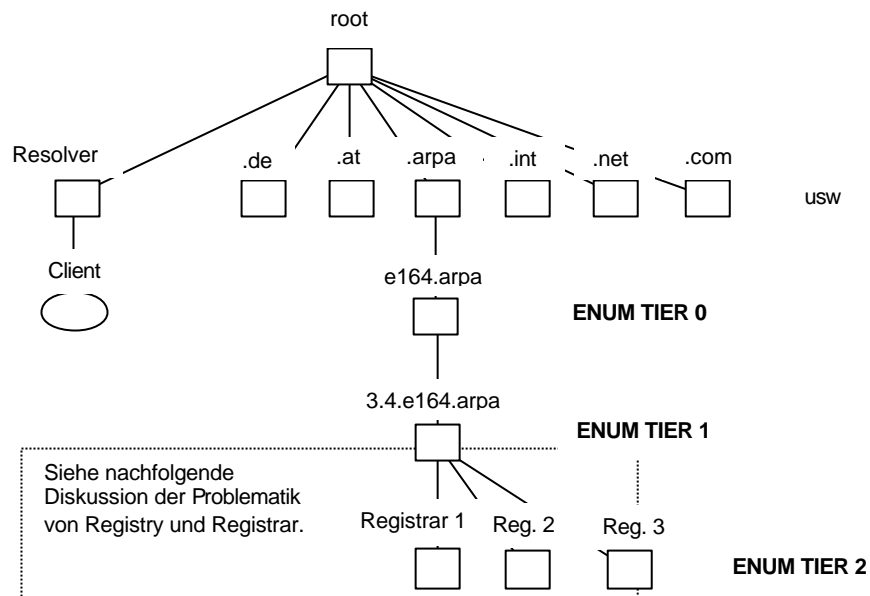 root
Resolver
.de
.at
.arpa
.int
.net
.com
usw
Client
e164.arpa
ENUM TIER 0
3.4.e164.arpa
ENUM TIER 1
Siehe nachfolgende
Diskussion der Problematik
von Registry und Registrar.
Registrar 1
Reg. 2
Reg. 3
ENUM TIER 2